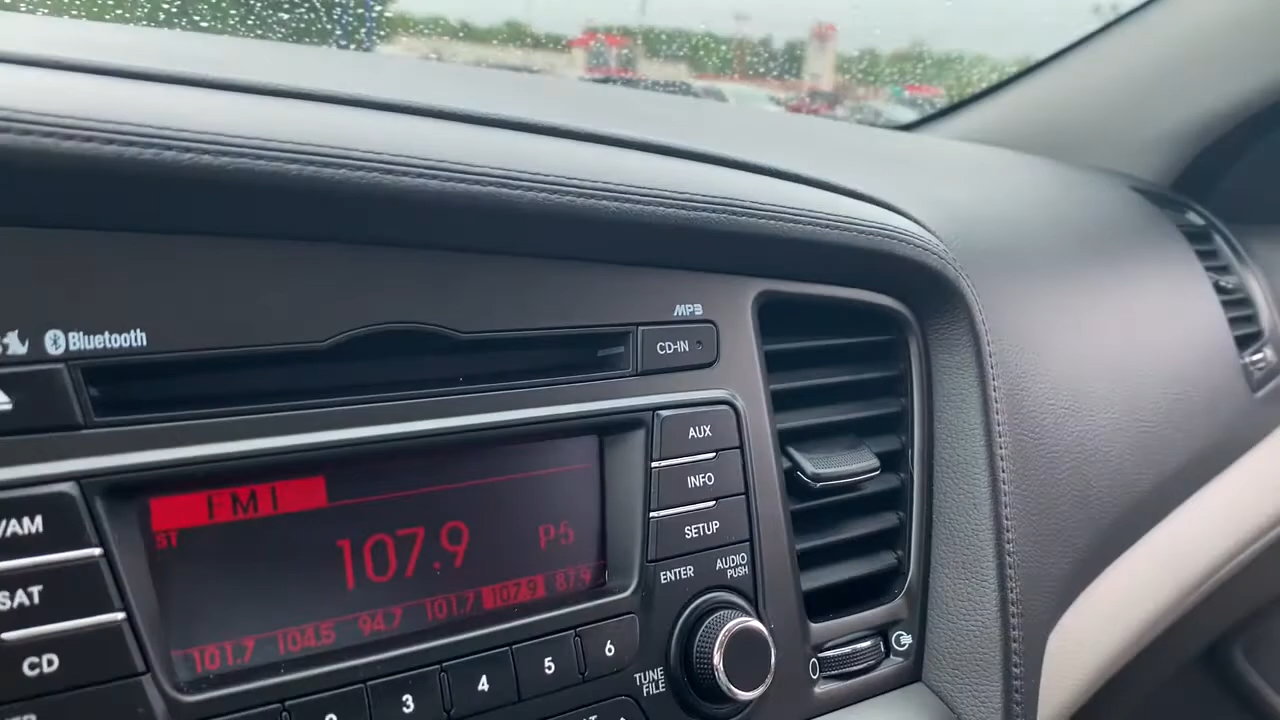 MP3
Bluetooth
CD-IN
AUX
INFO
SETUP
/AM
SAT
CD
FM1
ST
107.9
P5
101.7 104.5 94.7 101.7 107.9 87.9
ENTER
AUDIO
PUSH
TUNE
FILE
3
4
5
6
0